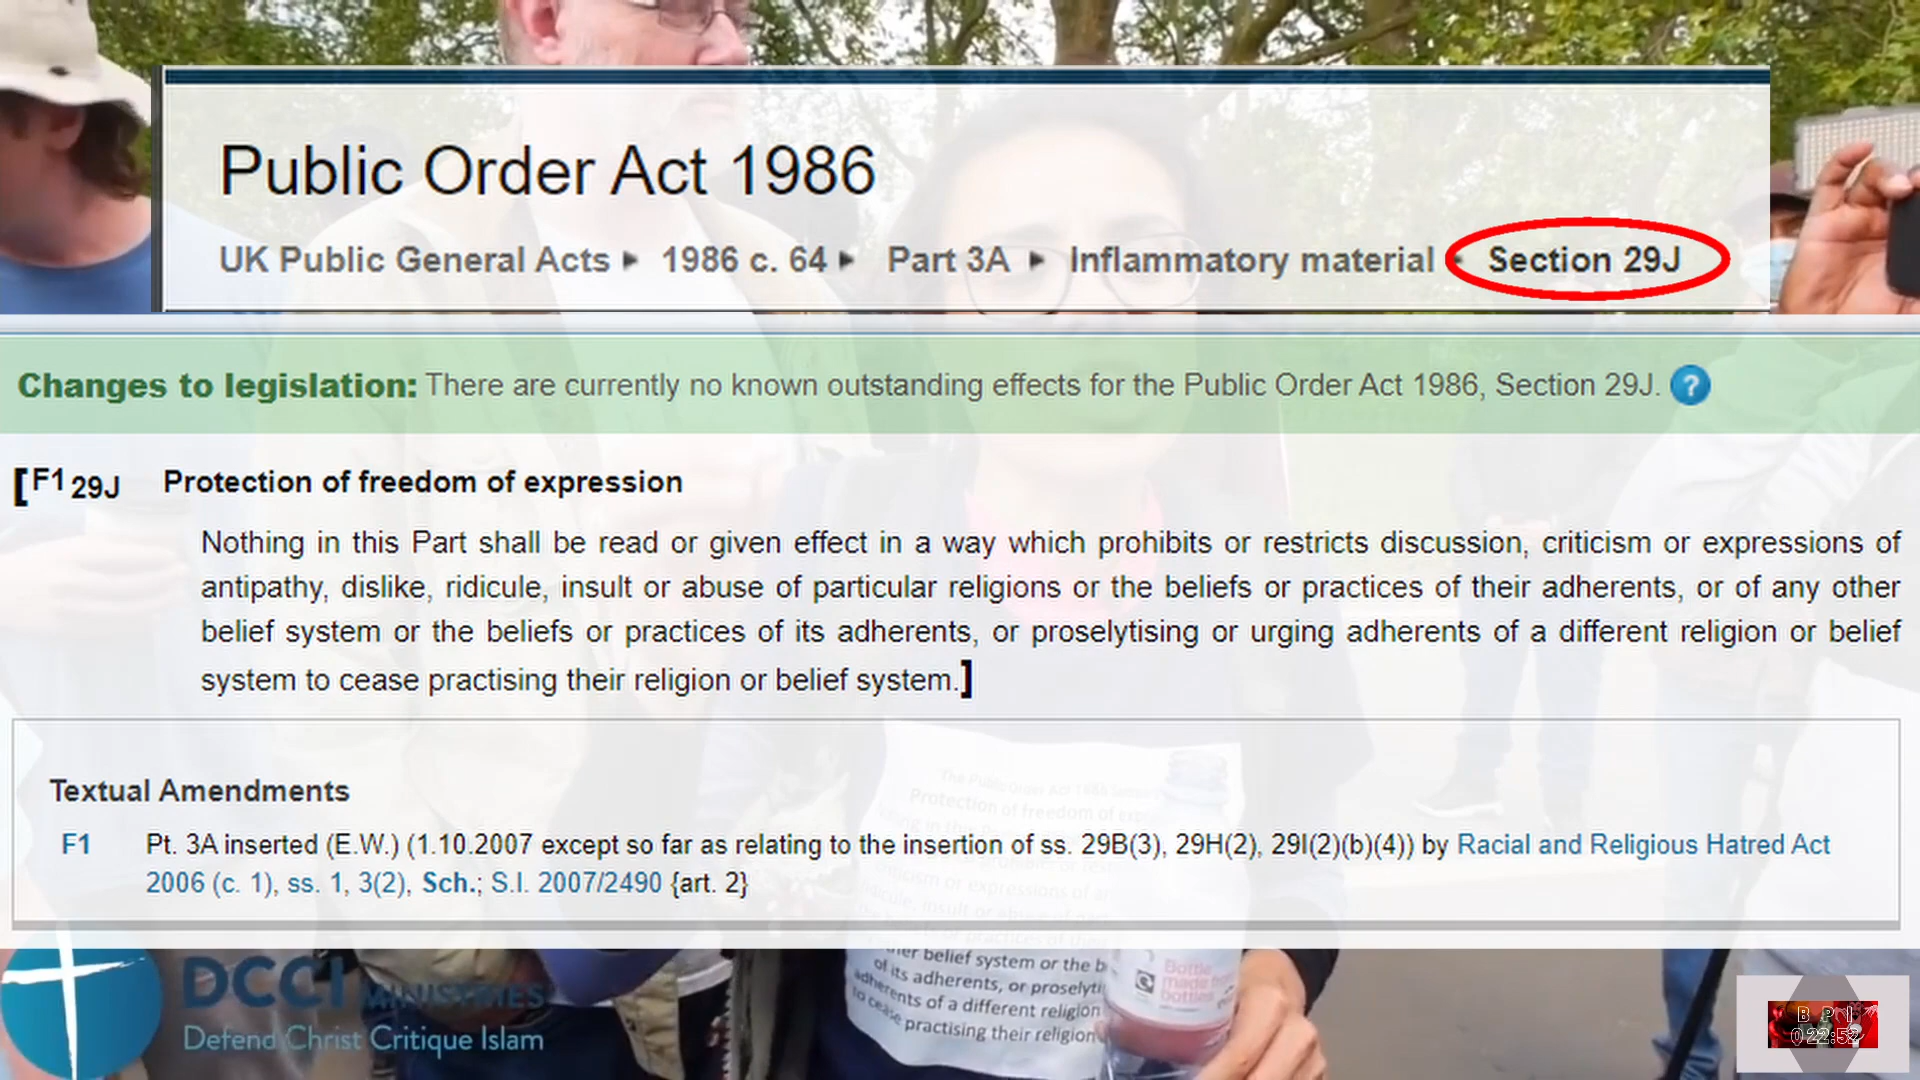 Public Order Act 1986
UK Public General Acts ▸ 1986 c. 64 ▸ Part 3A ▸ Inflammatory material ▸ Section 29J
Changes to legislation: There are currently no known outstanding effects for the Public Order Act 1986, Section 29J. ?
[F1 29J Protection of freedom of expression
Nothing in this Part shall be read or given effect in a way which prohibits or restricts discussion, criticism or expressions of
antipathy, dislike, ridicule, insult or abuse of particular religions or the beliefs or practices of their adherents, or of any other
belief system or the beliefs or practices of its adherents, or proselytising or urging adherents of a different religion or belief
system to cease practising their religion or belief system.]
Textual Amendments
F1 Pt. 3A inserted (E.W.) (1.10.2007 except so far as relating to the insertion of ss. 29B(3), 29H(2), 29I(2)(b)(4)) by Racial and Religious Hatred Act
2006 (c. 1), ss. 1, 3(2), Sch.; S.I. 2007/2490 {art. 2}
Protection of freedom of
belief system or the b
of its adherents, or proselyti
adherents of a different religion
to cease practising their religion
Bottle
made
bottles
DCCI MINISTRIES
Defend Christ Critique Islam
B P I